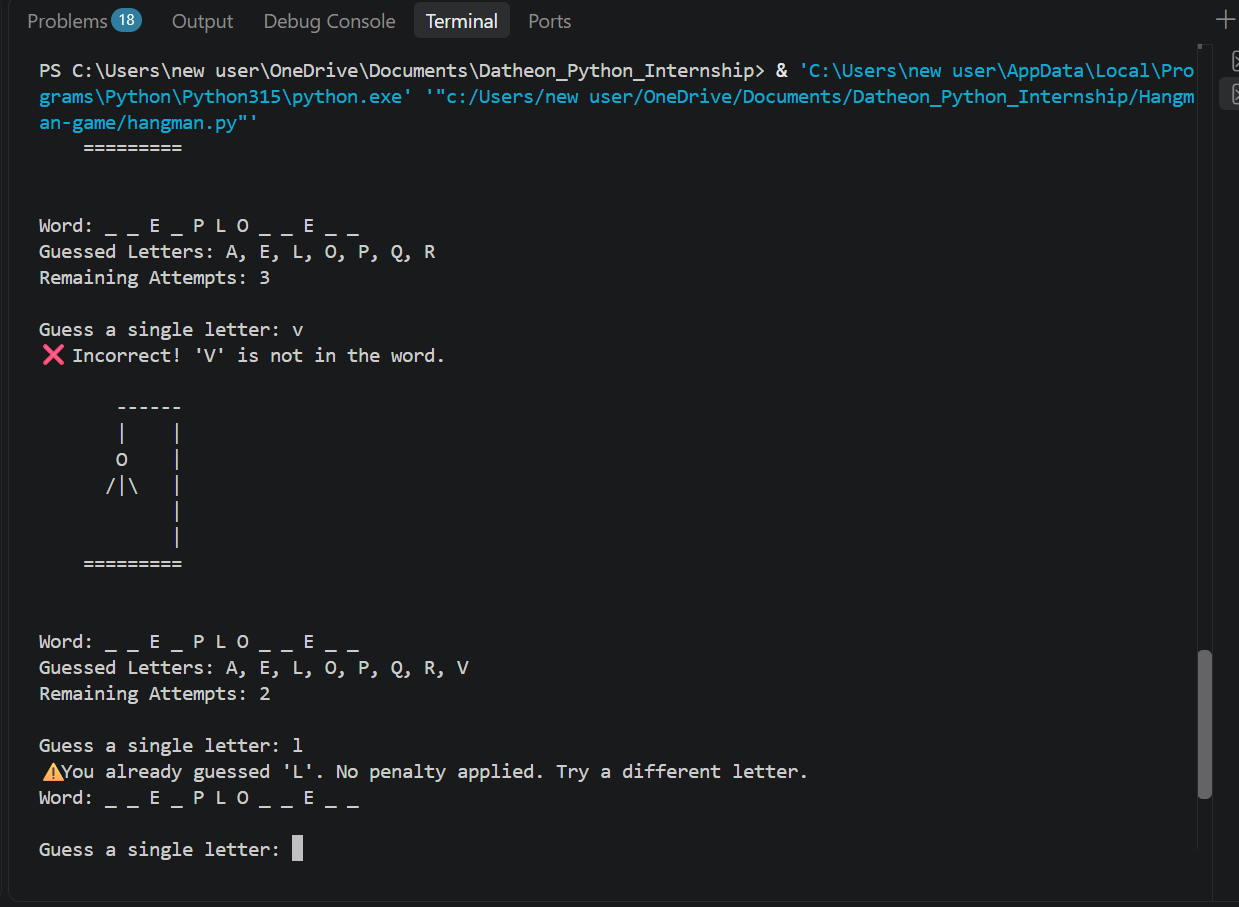 Problems 18 Output Debug Console Terminal Ports
PS C:\Users\new user\OneDrive\Documents\Datheon_Python_Internship> & 'C:\Users\new user\AppData\Local\Pro
grams\Python\Python315\python.exe' '"c:/Users/new user/OneDrive/Documents/Datheon_Python_Internship/Hangm
an-game/hangman.py"'
    =========

Word: _ _ E _ P L O _ _ E _ _
Guessed Letters: A, E, L, O, P, Q, R
Remaining Attempts: 3

Guess a single letter: v
❌ Incorrect! 'V' is not in the word.

       ------
       |    |
       O    |
      /|\   |
            |
            |
    =========

Word: _ _ E _ P L O _ _ E _ _
Guessed Letters: A, E, L, O, P, Q, R, V
Remaining Attempts: 2

Guess a single letter: l
⚠️You already guessed 'L'. No penalty applied. Try a different letter.
Word: _ _ E _ P L O _ _ E _ _

Guess a single letter: